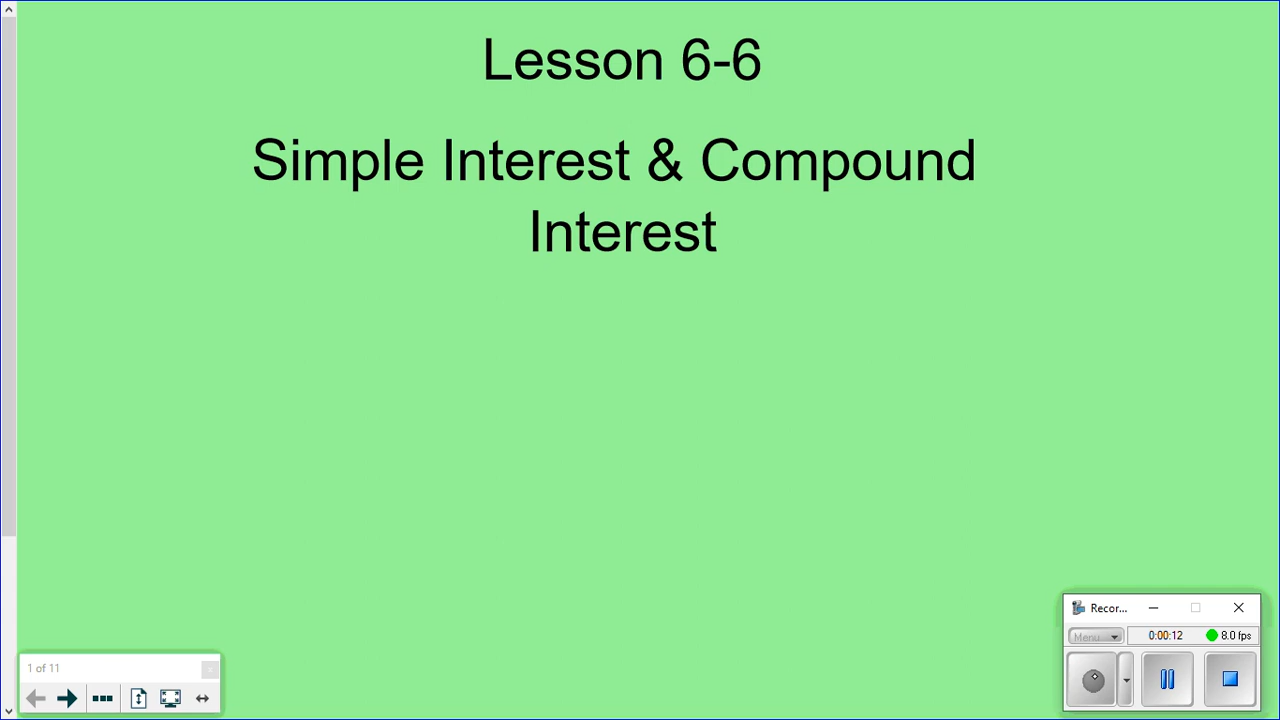 Lesson 6-6
Simple Interest & Compound
Interest
Recor...
Menu
0:00:12
8.0 fps
1 of 11